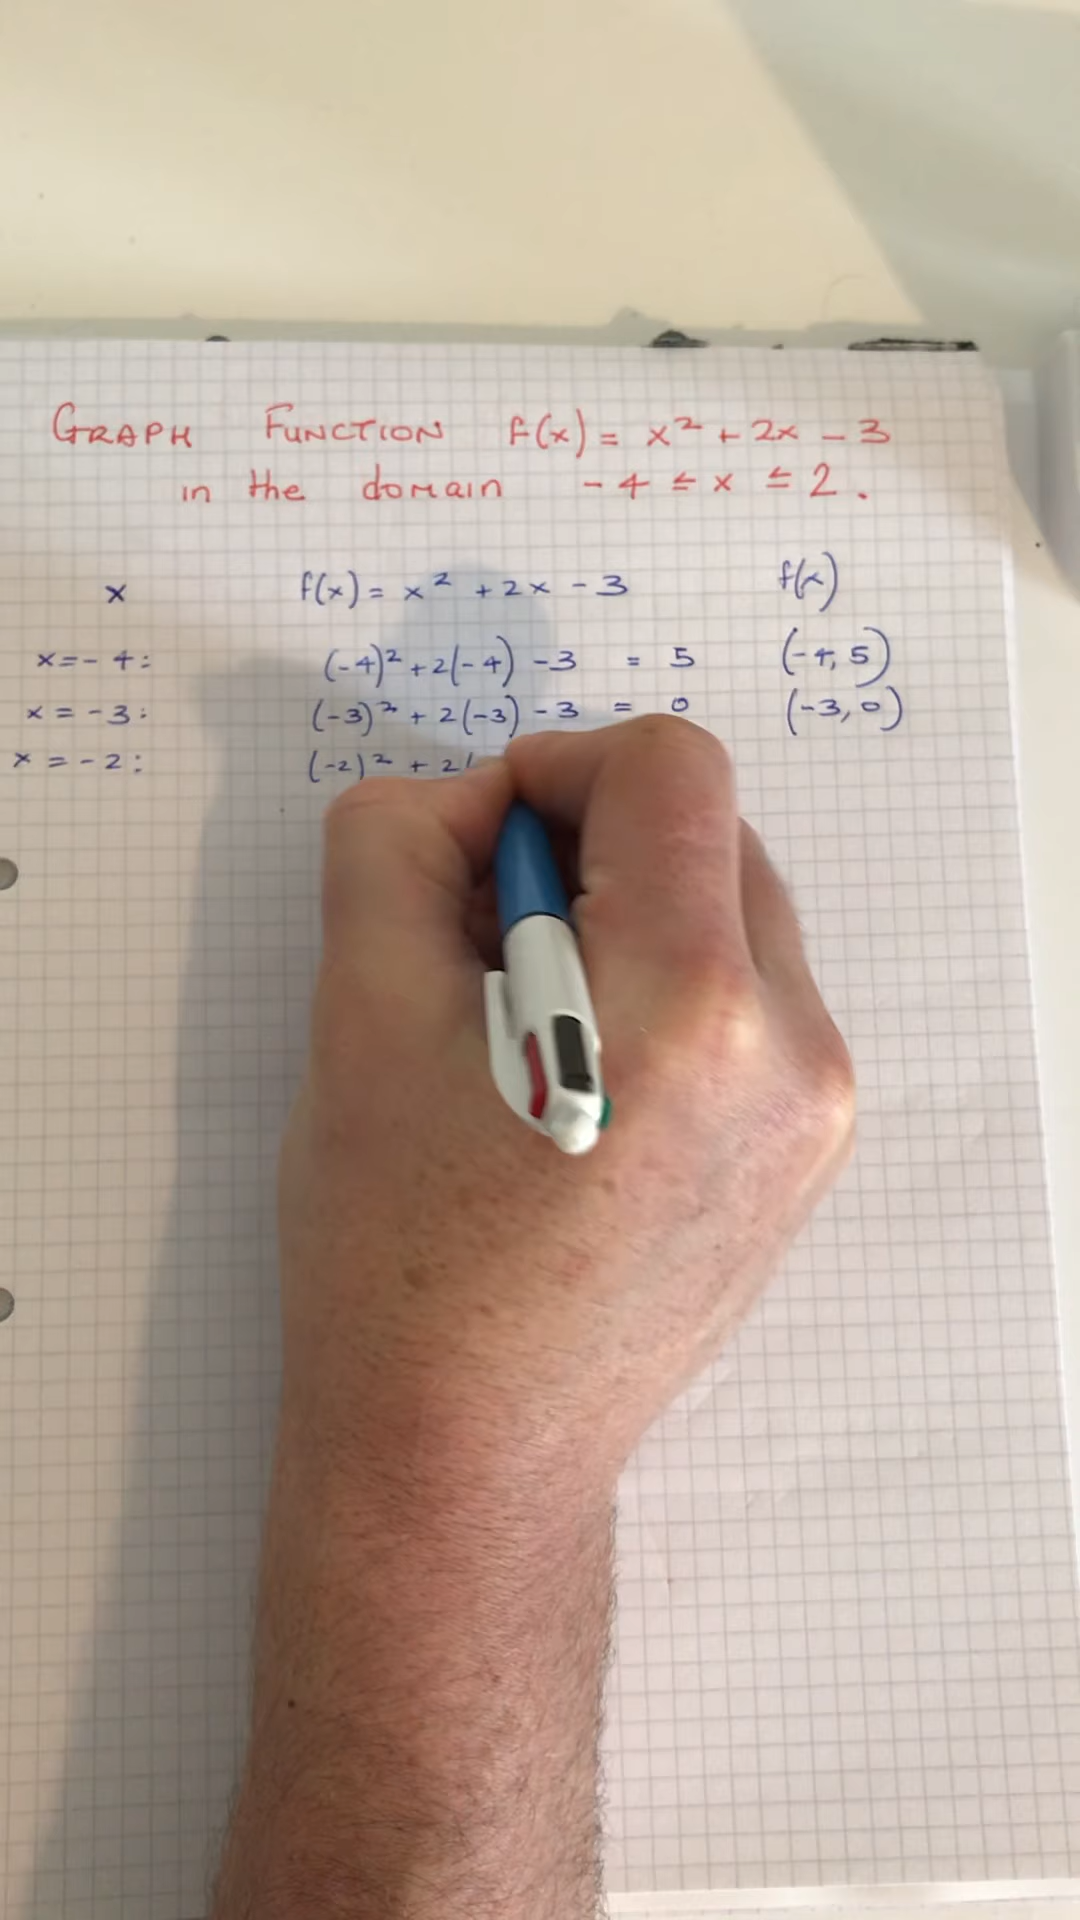 GRAPH FUNCTION f(x) = x² + 2x - 3
in the domain -4 ≤ x ≤ 2.
x f(x) = x² + 2x - 3 f(x)
x = -4: (-4)² + 2(-4) - 3 = 5 (-4, 5)
x = -3: (-3)² + 2(-3) - 3 = 0 (-3, 0)
x = -2: (-2)² + 2(